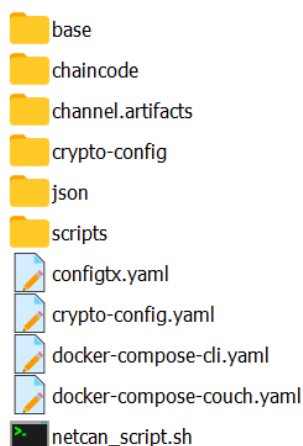 base
chaincode
channel.artifacts
crypto-config
json
scripts
configtx.yaml
crypto-config.yaml
docker-compose-cli.yaml
docker-compose-couch.yaml
netcan_script.sh